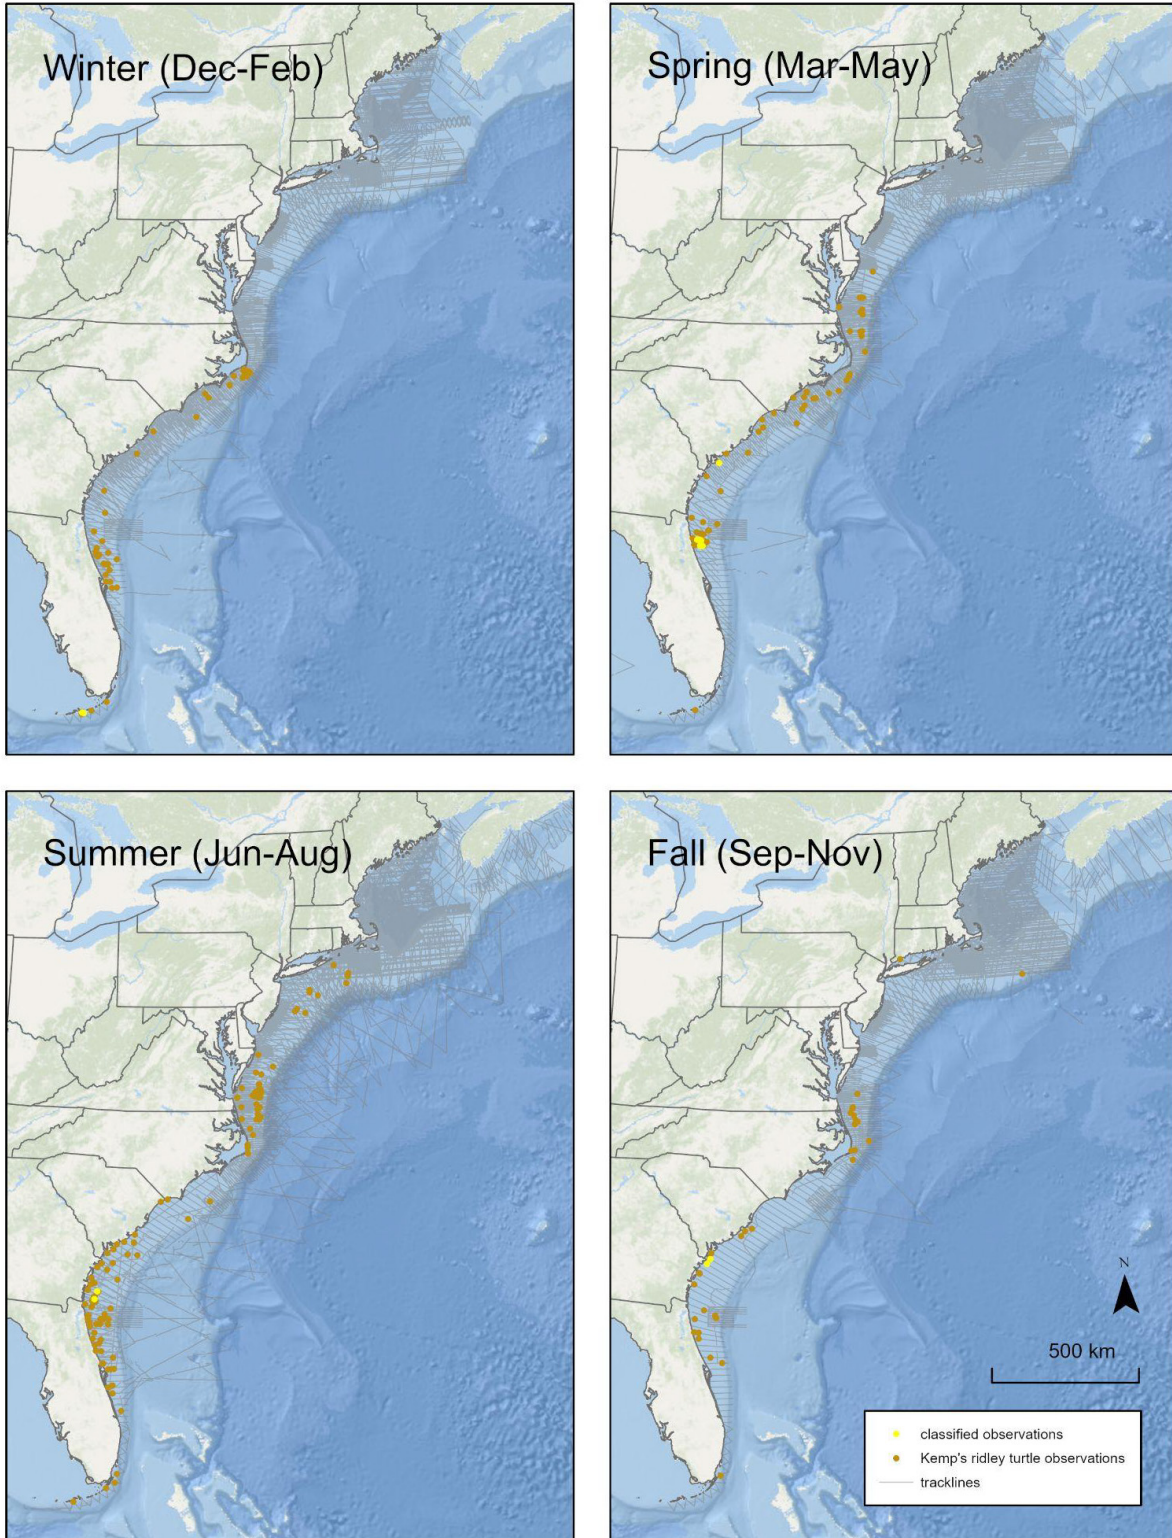 Winter (Dec-Feb)
Spring (Mar-May)
Summer (Jun-Aug)
Fall (Sep-Nov)
N
500 km
classified observations
Kemp's ridley turtle observations
tracklines